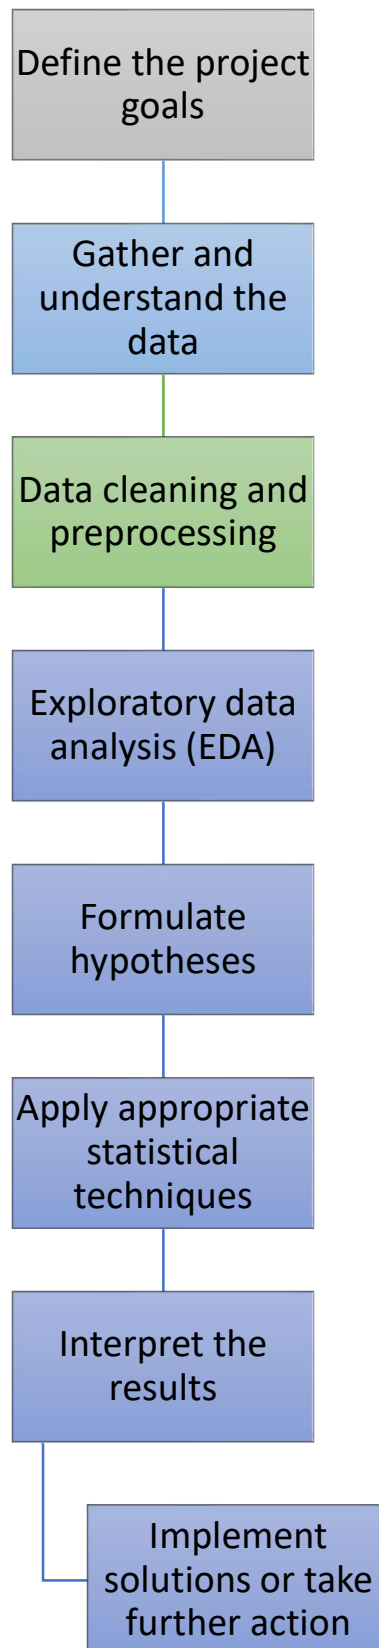 Define the project
goals
Gather and
understand the
data
Data cleaning and
preprocessing
Exploratory data
analysis (EDA)
Formulate
hypotheses
Apply appropriate
statistical
techniques
Interpret the
results
Implement
solutions or take
further action